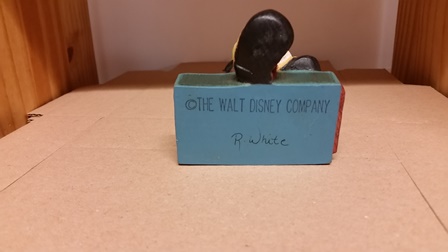 ©THE WALT DISNEY COMPANY
R. White